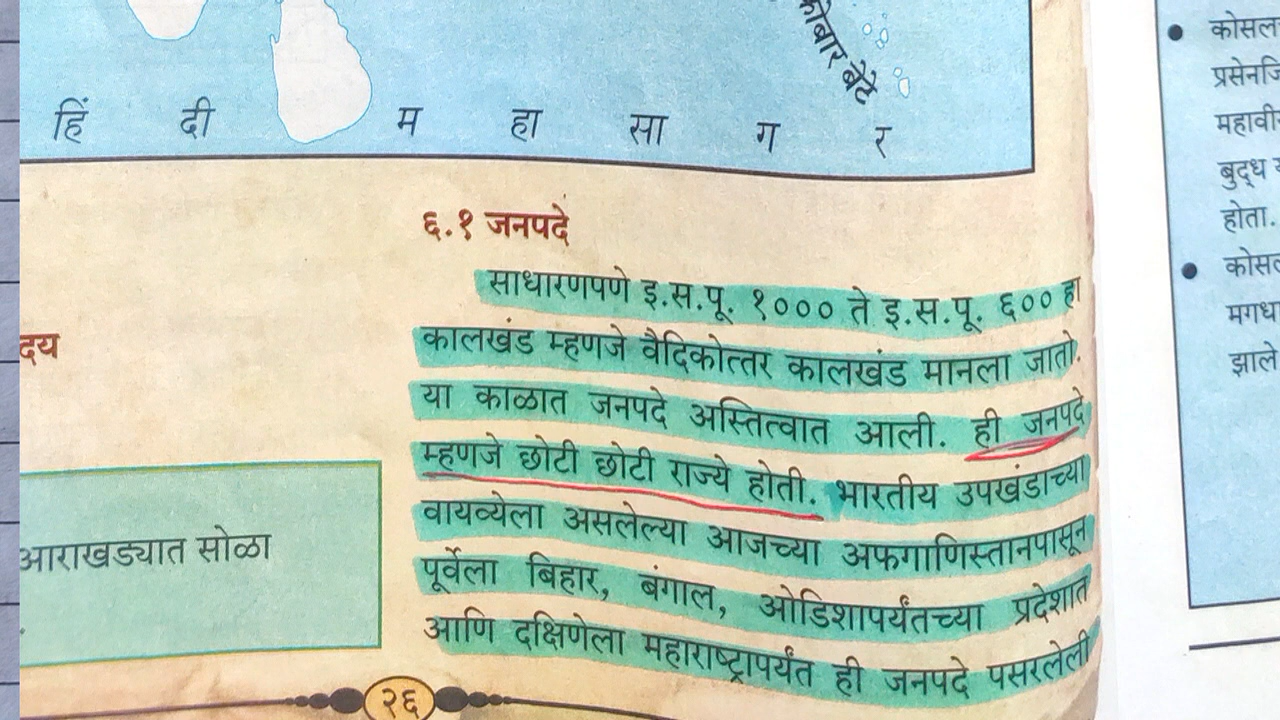 कोबार बेटे
हिं दी म हा सा ग र
६.१ जनपदे
साधारणपणे इ.स.पू. १००० ते इ.स.पू. ६०० हा
कालखंड म्हणजे वैदिकोत्तर कालखंड मानला जातो.
या काळात जनपदे अस्तित्वात आली. ही जनपदे
म्हणजे छोटी छोटी राज्ये होती. भारतीय उपखंडाच्या
वायव्येला असलेल्या आजच्या अफगाणिस्तानपासून
पूर्वेला बिहार, बंगाल, ओडिशापर्यंतच्या प्रदेशात
आणि दक्षिणेला महाराष्ट्रापर्यंत ही जनपदे पसरलेली
दय
आराखड्यात सोळा
२६
कोसल
प्रसेनजि
महावी
बुद्ध
होता.
कोसल
मगध
झाले